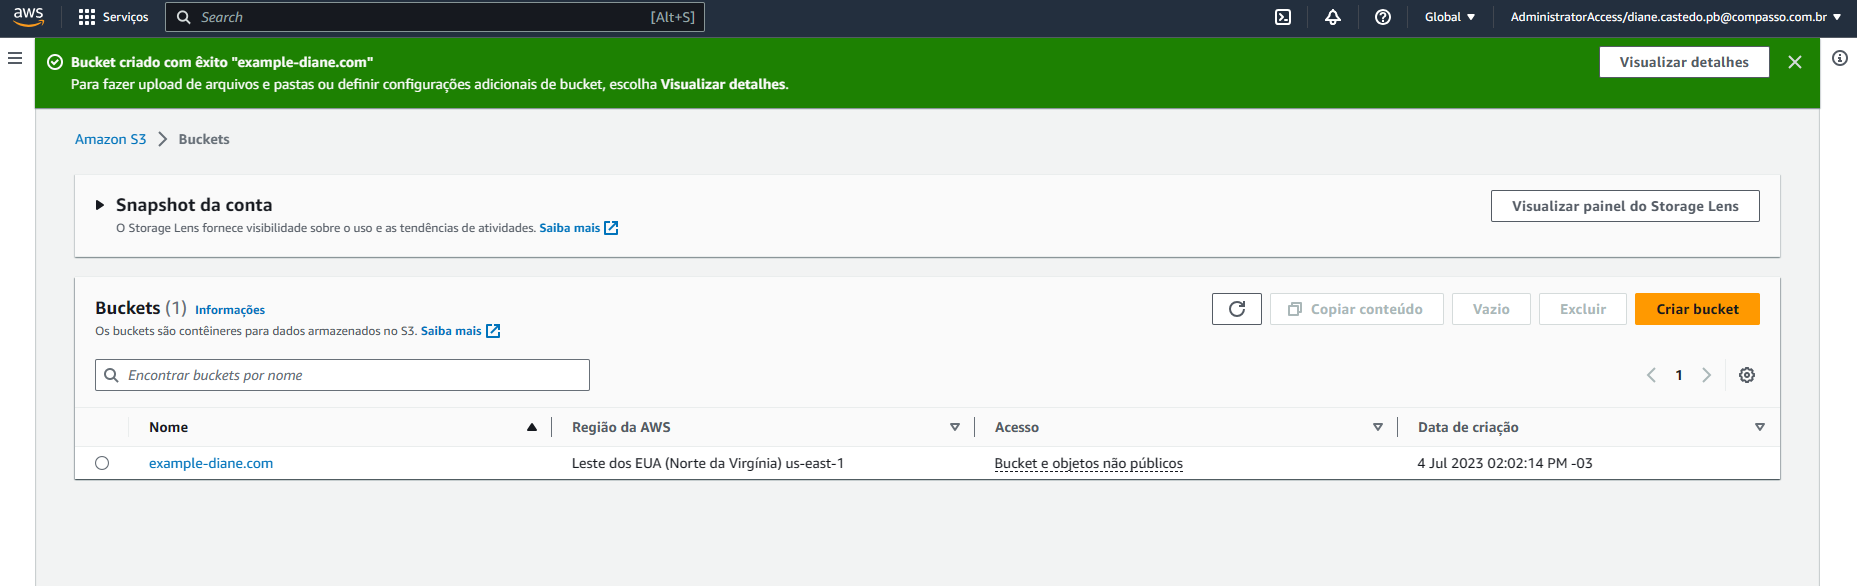 aws
Serviços
Search [Alt+S]
Global
AdministratorAccess/diane.castedo.pb@compasso.com.br
Bucket criado com êxito "example-diane.com"
Para fazer upload de arquivos e pastas ou definir configurações adicionais de bucket, escolha Visualizar detalhes.
Visualizar detalhes
Amazon S3 > Buckets
Snapshot da conta
O Storage Lens fornece visibilidade sobre o uso e as tendências de atividades. Saiba mais
Visualizar painel do Storage Lens
Buckets (1) Informações
Os buckets são contêineres para dados armazenados no S3. Saiba mais
Copiar conteúdo
Vazio
Excluir
Criar bucket
Encontrar buckets por nome
1
Nome Região da AWS Acesso Data de criação
example-diane.com Leste dos EUA (Norte da Virgínia) us-east-1 Bucket e objetos não públicos 4 Jul 2023 02:02:14 PM -03